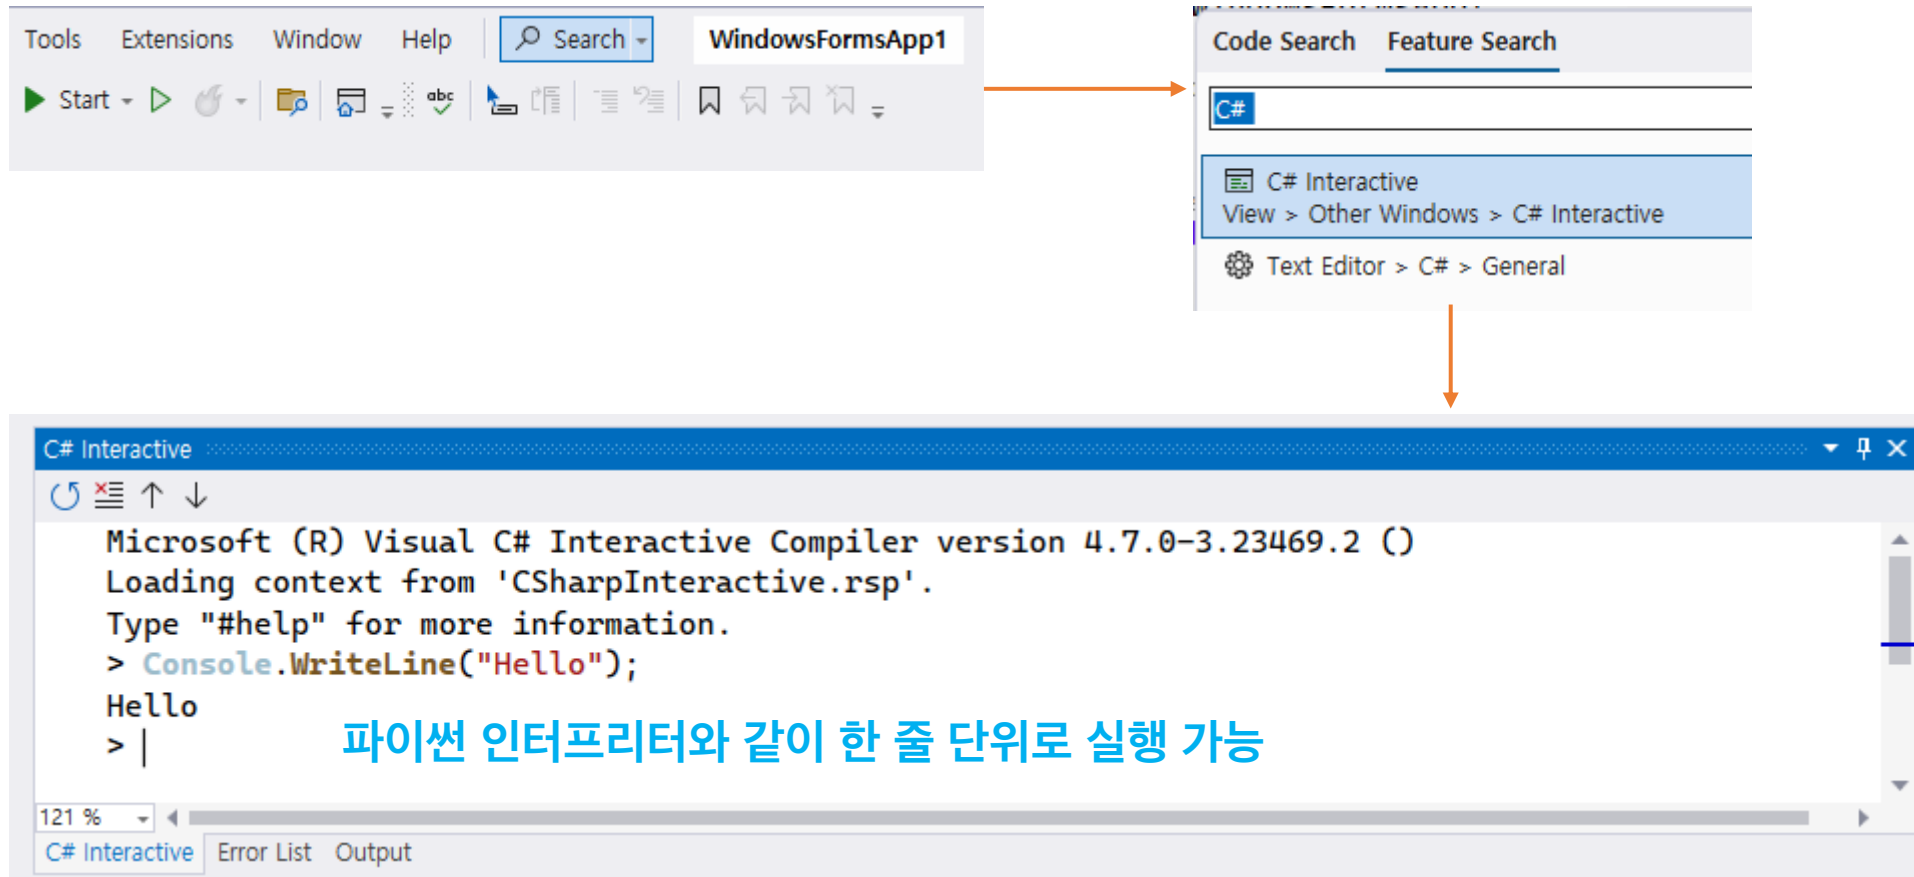 Tools Extensions Window Help Search WindowsFormsApp1
Start
abc
Code Search Feature Search
C#
C# Interactive
View > Other Windows > C# Interactive
Text Editor > C# > General
C# Interactive
Microsoft (R) Visual C# Interactive Compiler version 4.7.0-3.23469.2 ()
Loading context from 'CSharpInteractive.rsp'.
Type "#help" for more information.
> Console.WriteLine("Hello");
Hello
>
파이썬 인터프리터와 같이 한 줄 단위로 실행 가능
121 %
C# Interactive Error List Output